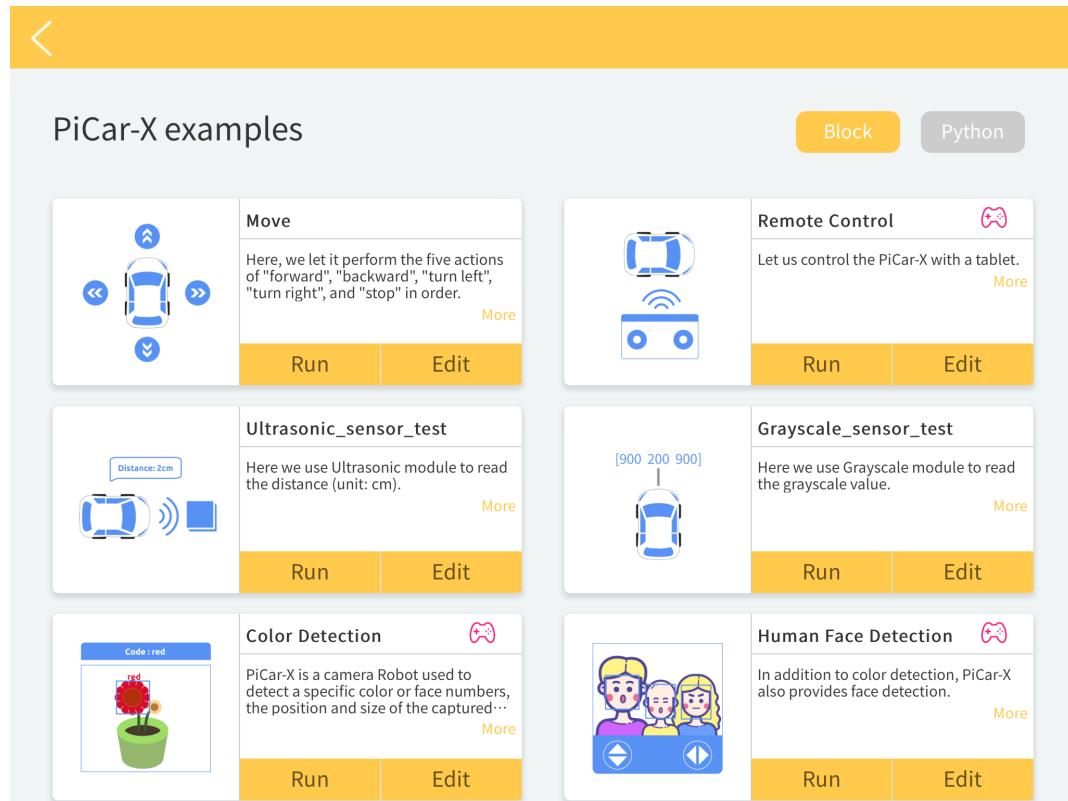 PiCar-X examples
Block
Python
Move
Here, we let it perform the five actions
of "forward", "backward", "turn left",
"turn right", and "stop" in order.
More
Run
Edit
Remote Control
Let us control the PiCar-X with a tablet.
More
Run
Edit
Distance: 2cm
Ultrasonic_sensor_test
Here we use Ultrasonic module to read
the distance (unit: cm).
More
Run
Edit
[900 200 900]
Grayscale_sensor_test
Here we use Grayscale module to read
the grayscale value.
More
Run
Edit
Code : red
red
Color Detection
PiCar-X is a camera Robot used to
detect a specific color or face numbers,
the position and size of the captured⋯
More
Run
Edit
Human Face Detection
In addition to color detection, PiCar-X
also provides face detection.
More
Run
Edit